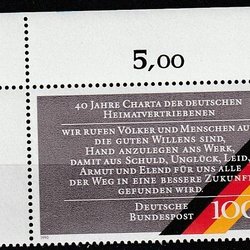 5,00
40 JAHRE CHARTA DER DEUTSCHEN
HEIMATVERTRIEBENEN
WIR RUFEN VÖLKER UND MENSCHEN AUF,
DIE GUTEN WILLENS SIND,
HAND ANZULEGEN ANS WERK,
DAMIT AUS SCHULD, UNGLÜCK, LEID,
ARMUT UND ELEND FÜR UNS ALLE
DER WEG IN EINE BESSERE ZUKUNFT
GEFUNDEN WIRD.
DEUTSCHE
BUNDESPOST
100